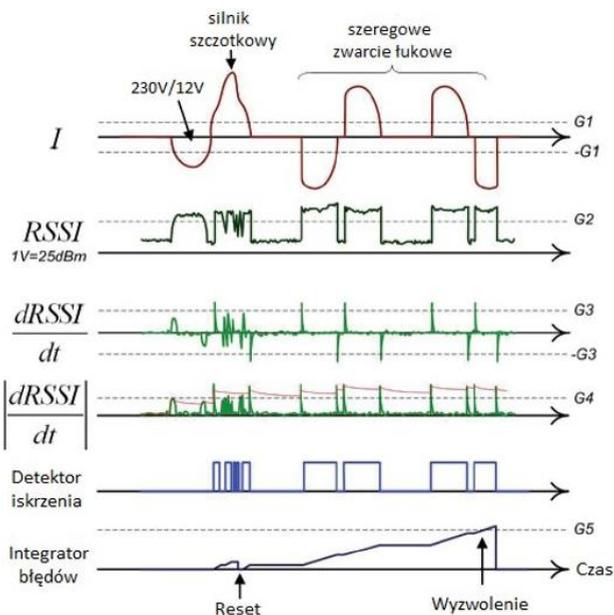 silnik
szczotkowy
szeregowe
zwarcie łukowe
230V/12V
I
G1
-G1
RSSI
1V=25dBm
G2
dRSSI
dt
G3
-G3
|dRSSI
dt|
G4
Detektor
iskrzenia
G5
Integrator
błędów
Czas
Reset
Wyzwolenie